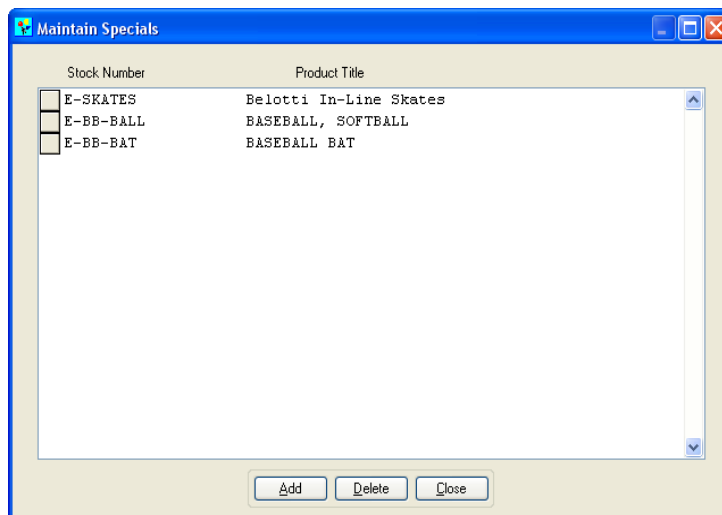 Maintain Specials
Stock Number Product Title
E-SKATES Belotti In-Line Skates
E-BB-BALL BASEBALL, SOFTBALL
E-BB-BAT BASEBALL BAT
Add Delete Close